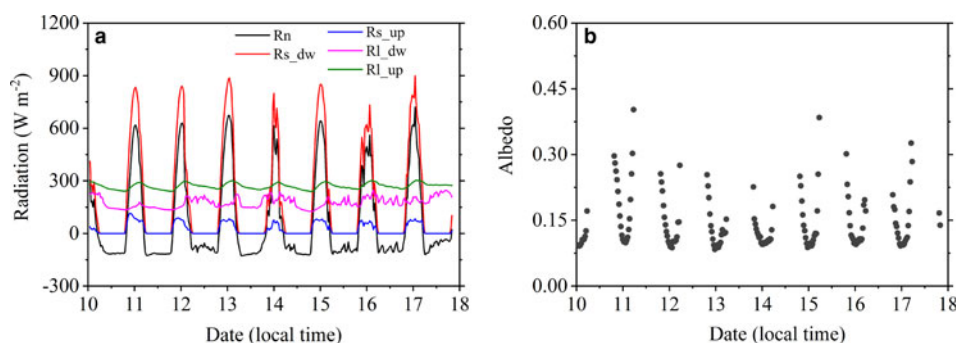 a
Radiation (W m-2)
1200
900
600
300
0
-300
Rn
Rs_dw
Rs_up
Rl_dw
Rl_up
10 11 12 13 14 15 16 17 18
Date (local time)
b
Albedo
0.60
0.45
0.30
0.15
0.00
10 11 12 13 14 15 16 17 18
Date (local time)